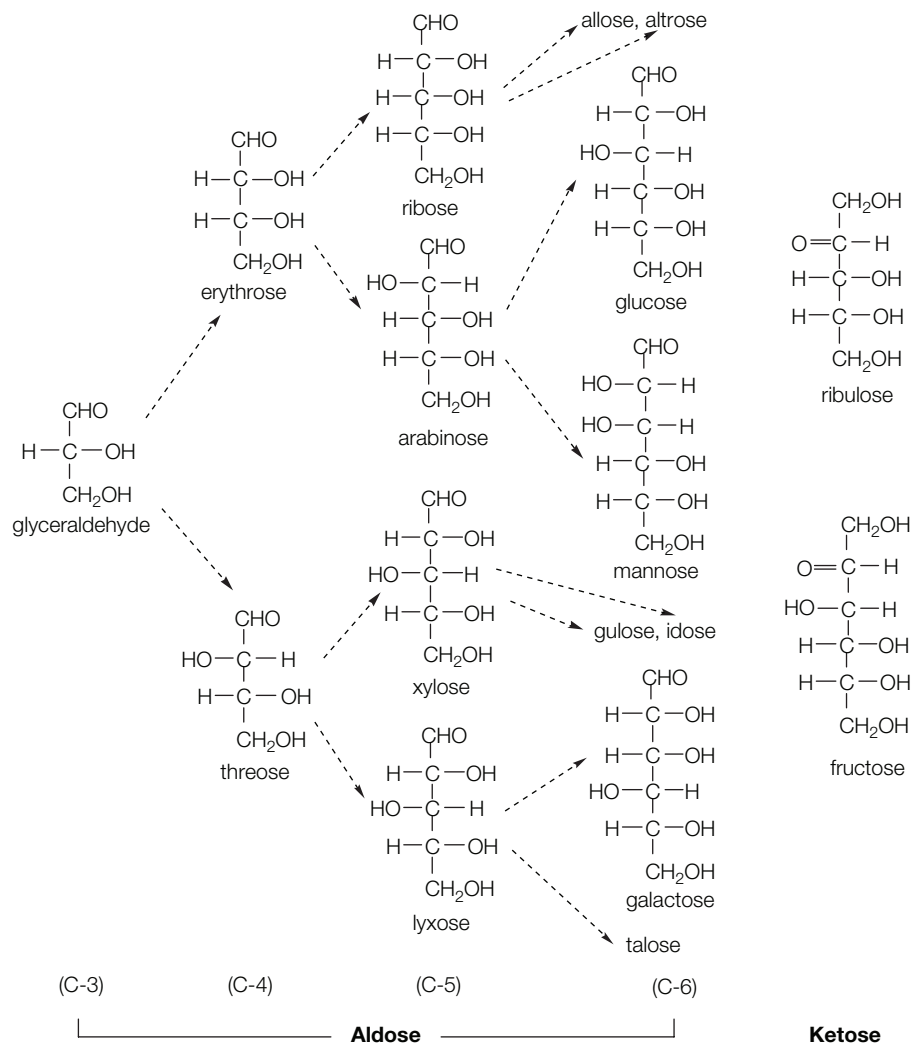 CHO
H—C—OH
CH₂OH
glyceraldehyde
CHO
H—C—OH
H—C—OH
CH₂OH
erythrose
CHO
HO—C—H
H—C—OH
CH₂OH
threose
CHO
H—C—OH
H—C—OH
H—C—OH
CH₂OH
ribose
CHO
HO—C—H
H—C—OH
H—C—OH
CH₂OH
arabinose
CHO
H—C—OH
HO—C—H
H—C—OH
CH₂OH
xylose
CHO
H—C—OH
HO—C—H
H—C—OH
CH₂OH
lyxose
allose, altrose
CHO
H—C—OH
HO—C—H
H—C—OH
H—C—OH
CH₂OH
glucose
CHO
HO—C—H
HO—C—H
H—C—OH
H—C—OH
CH₂OH
mannose
gulose, idose
CHO
H—C—OH
H—C—OH
HO—C—H
H—C—OH
CH₂OH
galactose
talose
CH₂OH
O=C—H
H—C—OH
H—C—OH
CH₂OH
ribulose
CH₂OH
O=C—H
HO—C—H
H—C—OH
H—C—OH
CH₂OH
fructose
(C-3) (C-4) (C-5) (C-6)
Aldose Ketose